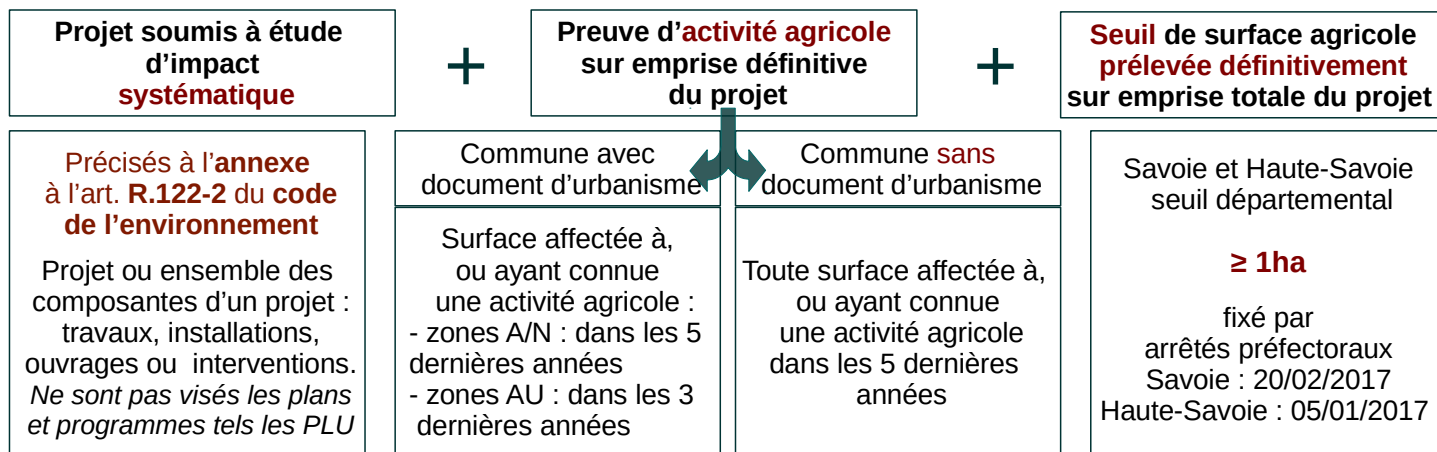 Projet soumis à étude
d’impact
systématique
+
Preuve d’activité agricole
sur emprise définitive
du projet
+
Seuil de surface agricole
prélevée définitivement
sur emprise totale du projet
Précisés à l’annexe
à l’art. R.122-2 du code
de l’environnement
Projet ou ensemble des
composantes d’un projet :
travaux, installations,
ouvrages ou interventions.
Ne sont pas visés les plans
et programmes tels les PLU
Commune avec
document d’urbanisme
Surface affectée à,
ou ayant connue
une activité agricole :
- zones A/N : dans les 5
dernières années
- zones AU : dans les 3
dernières années
Commune sans
document d’urbanisme
Toute surface affectée à,
ou ayant connue
une activité agricole
dans les 5 dernières
années
Savoie et Haute-Savoie
seuil départemental
≥ 1ha
fixé par
arrêtés préfectoraux
Savoie : 20/02/2017
Haute-Savoie : 05/01/2017